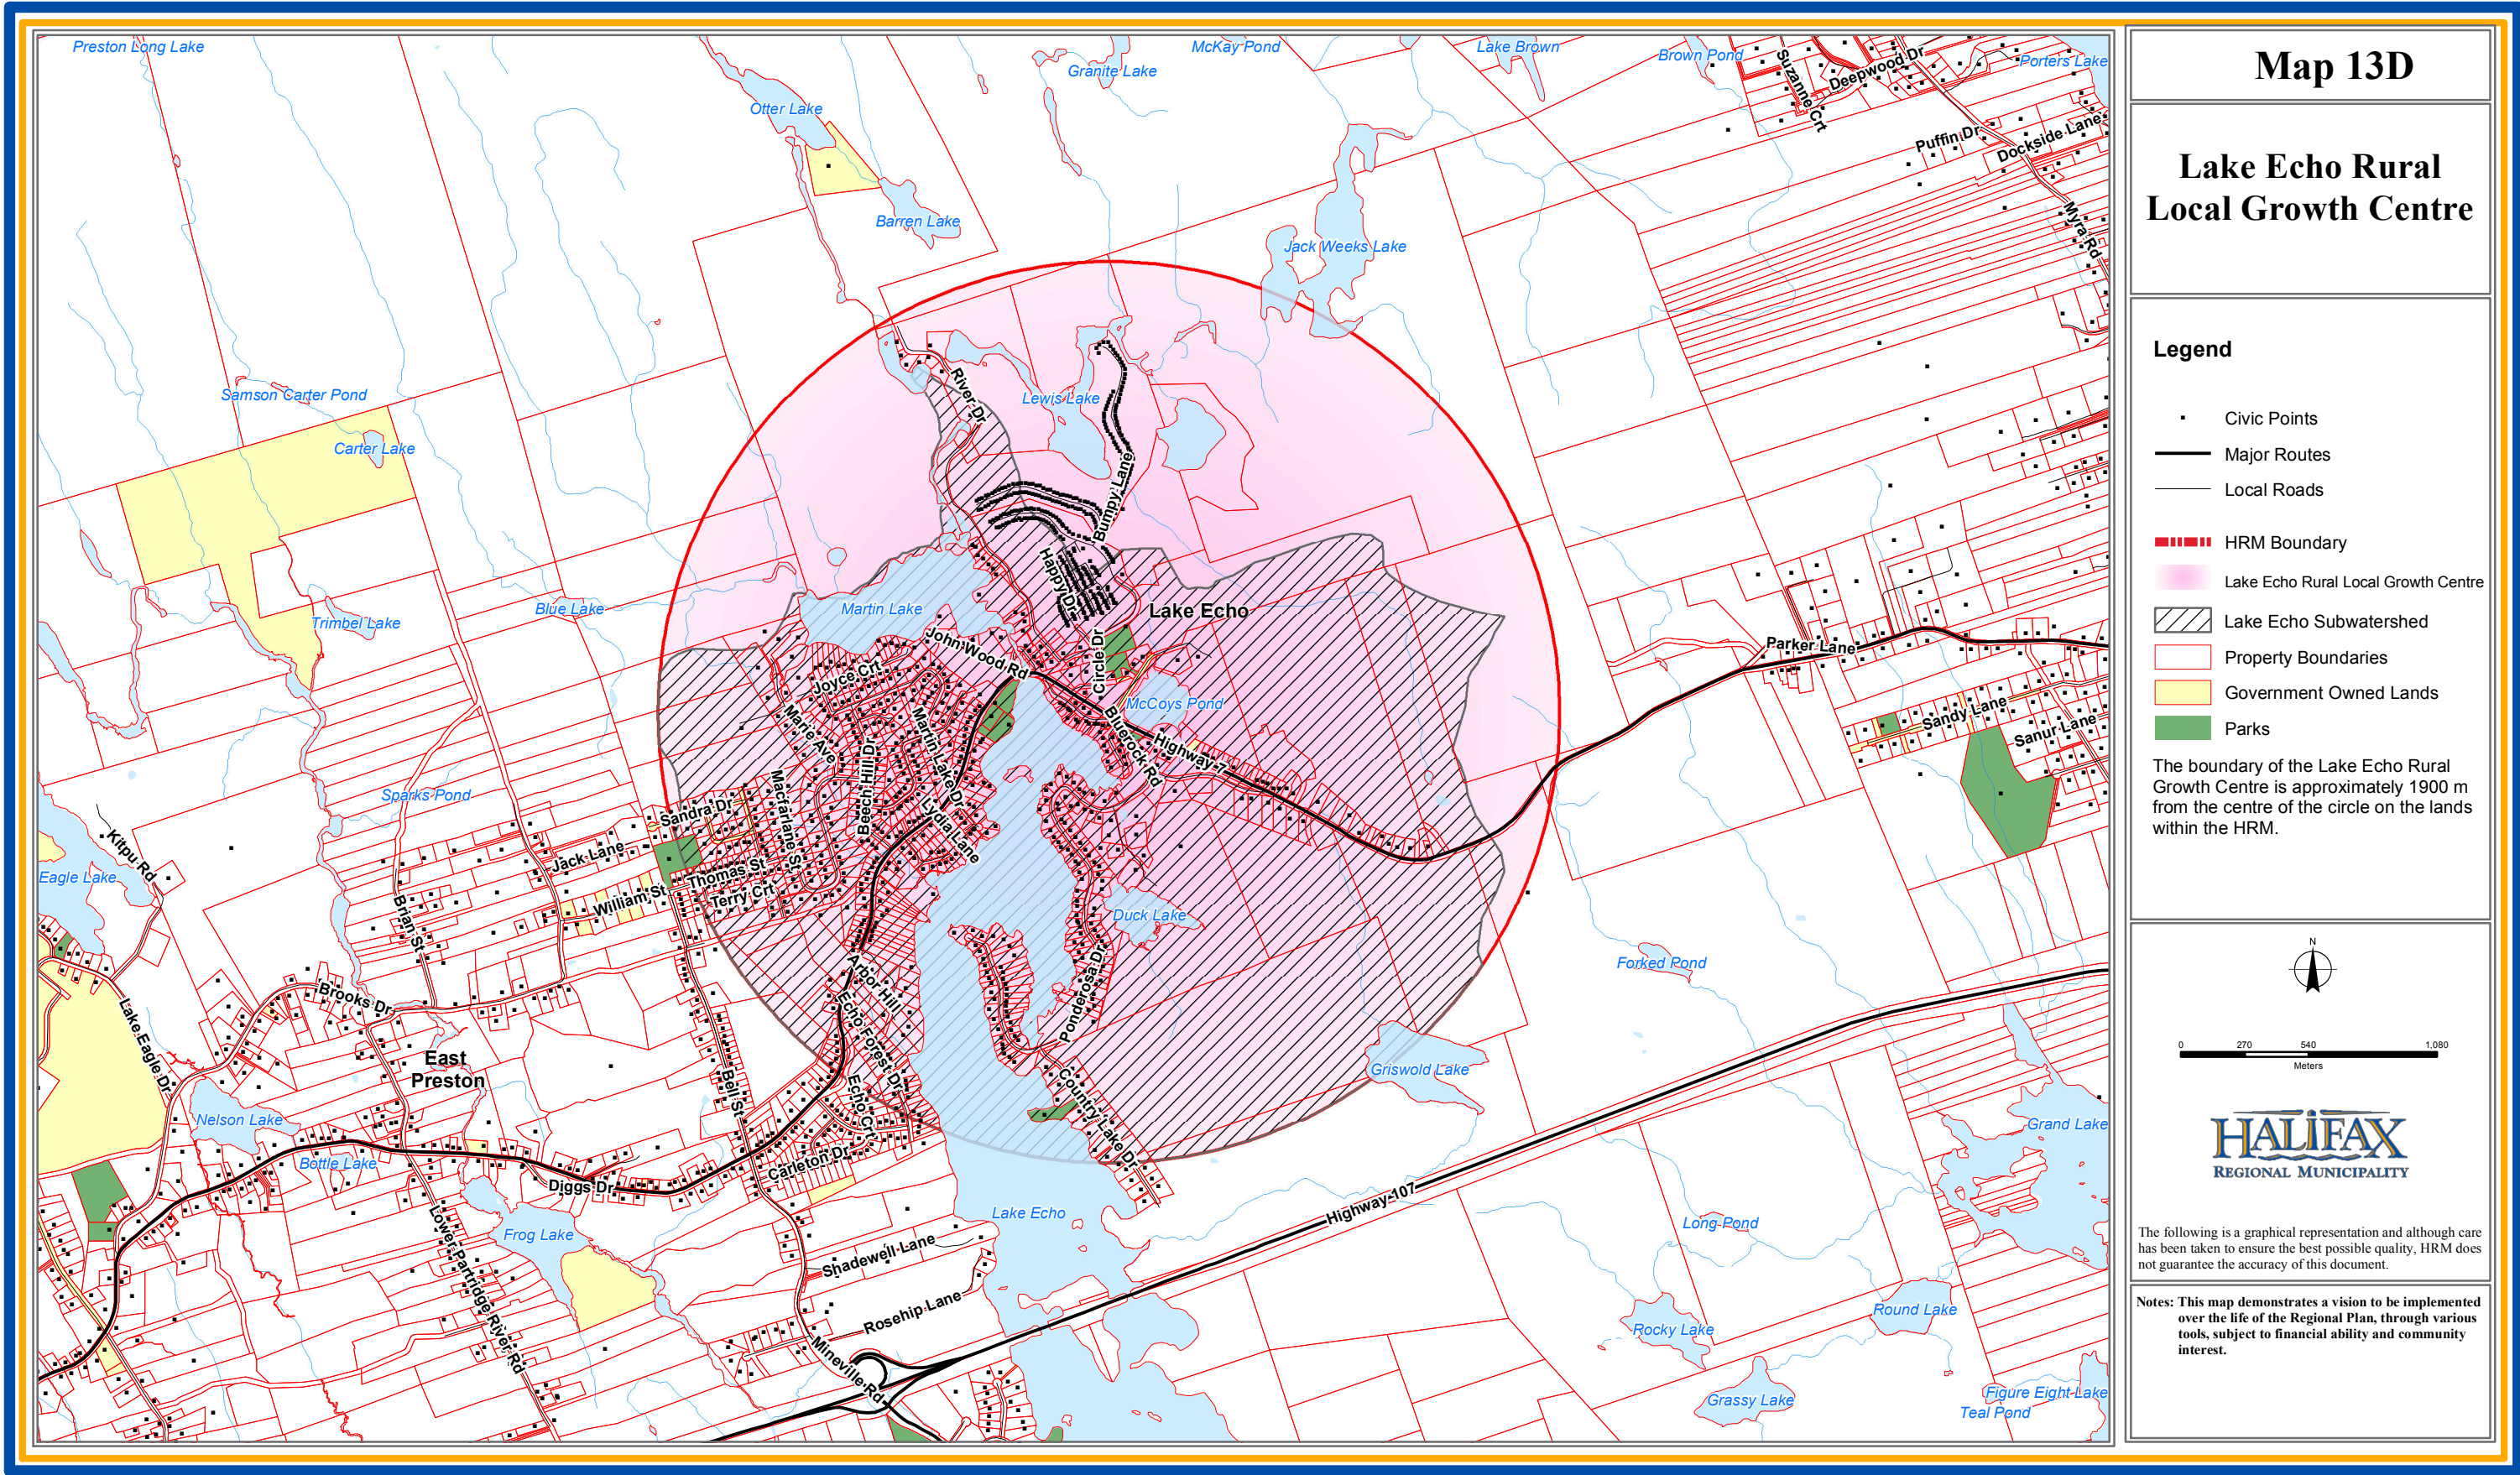 Map 13D
Lake Echo Rural
Local Growth Centre
Legend
Civic Points
Major Routes
Local Roads
HRM Boundary
Lake Echo Rural Local Growth Centre
Lake Echo Subwatershed
Property Boundaries
Government Owned Lands
Parks
The boundary of the Lake Echo Rural
Growth Centre is approximately 1900 m
from the centre of the circle on the lands
within the HRM.
N
0 270 540 1,080
Meters
HALIFAX
REGIONAL MUNICIPALITY
The following is a graphical representation and although care
has been taken to ensure the best possible quality, HRM does
not guarantee the accuracy of this document.
Notes: This map demonstrates a vision to be implemented
over the life of the Regional Plan, through various
tools, subject to financial ability and community
interest.
Preston Long Lake
Otter Lake
Granite Lake
McKay Pond
Lake Brown
Brown Pond
Suzanne Crt
Deepwood Dr
Porters Lake
Puffin Dr
Dockside Lane
Myra Rd
Barren Lake
Jack Weeks Lake
Samson Carter Pond
Carter Lake
River Dr
Lewis Lake
Bumpy Lane
Happy Dr
Lake Echo
Trimbel Lake
Blue Lake
Martin Lake
John Wood Rd
Circle Dr
Joyce Crt
McCoys Pond
Parker Lane
Marie Ave
Martin Lake Dr
Beech Hill Dr
Bluerock Rd
Highway 7
Sandy Lane
Sanur Lane
Sparks Pond
Sandra Dr
Macfarlane St
Lydia Lane
Kitpu Rd
Eagle Lake
Jack Lane
Thomas St
William St
Terry Crt
Brian St
Duck Lake
Arbor Hill
Ponderosa Dr
Forked Pond
Brooks Dr
Lake Eagle Dr
Echo Forest Dr
East
Preston
Bell St
Echo Crt
Country Lake Dr
Griswold Lake
Nelson Lake
Bottle Lake
Carleton Dr
Diggs Dr
Grand Lake
Lower Partridge River Rd
Frog Lake
Lake Echo
Highway 107
Long Pond
Shadewell Lane
Rosehip Lane
Mineville Rd
Rocky Lake
Round Lake
Grassy Lake
Figure Eight Lake
Teal Pond